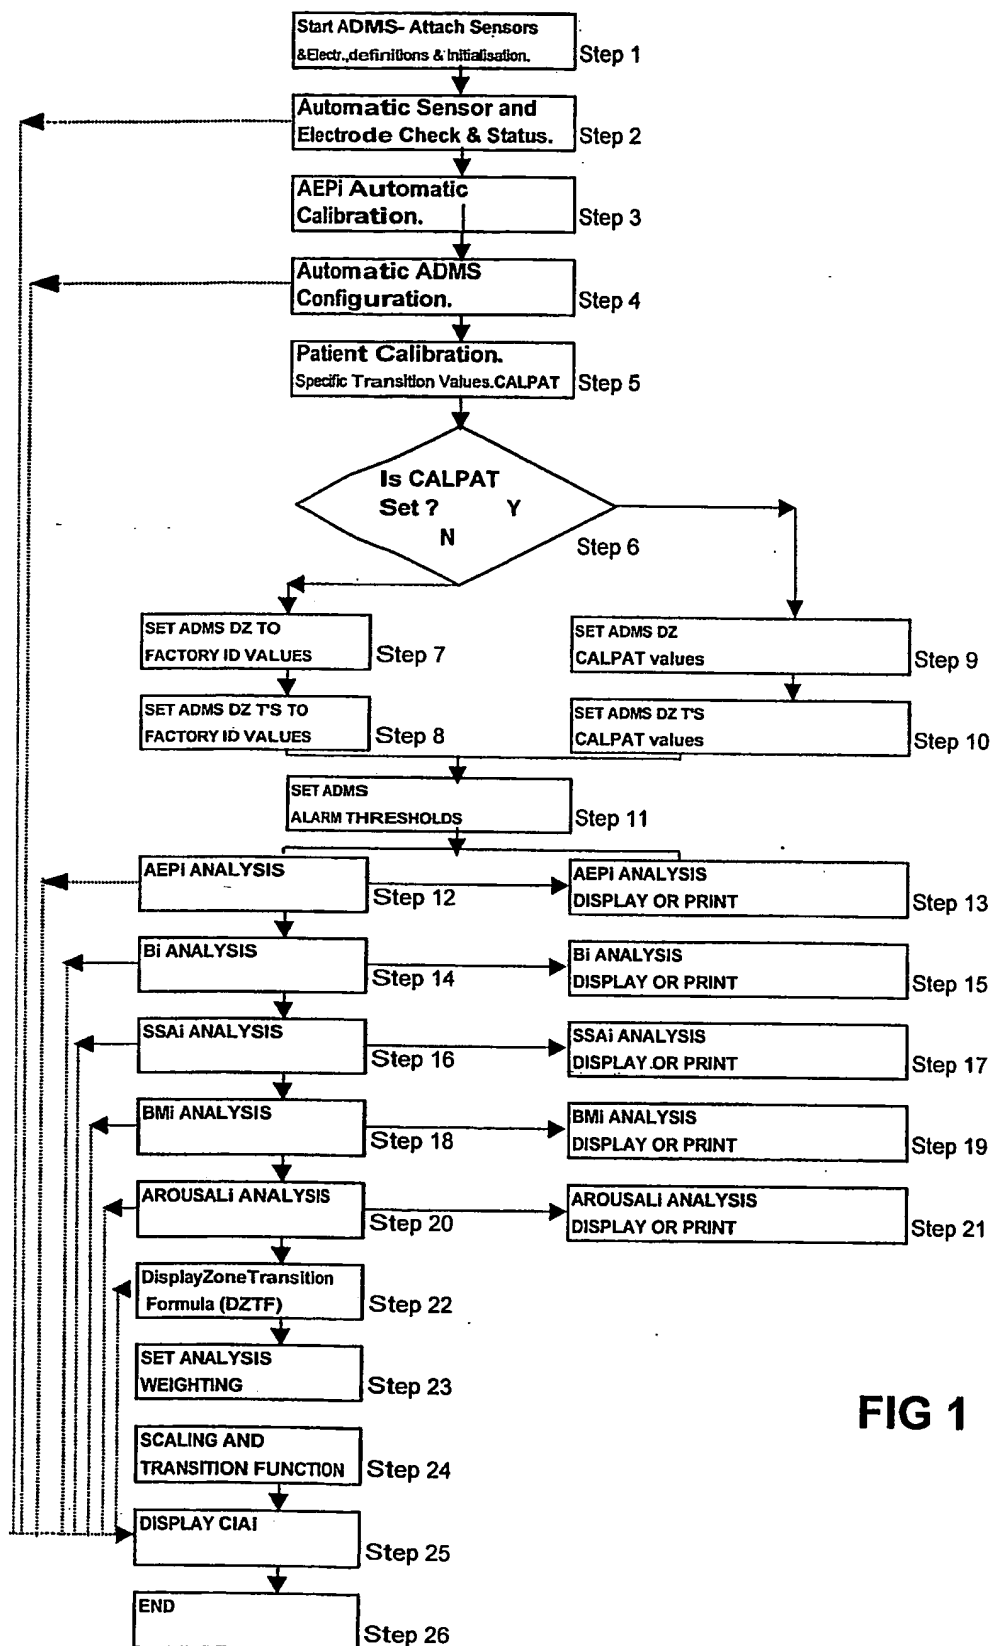 Start ADMS- Attach Sensors
&Electr.,definitions & Initialisation.
Step 1
Automatic Sensor and
Electrode Check & Status.
Step 2
AEPi Automatic
Calibration.
Step 3
Automatic ADMS
Configuration.
Step 4
Patient Calibration.
Specific Transition Values.CALPAT
Step 5
Is CALPAT
Set ? Y
N
Step 6
SET ADMS DZ TO
FACTORY ID VALUES
Step 7
SET ADMS DZ
CALPAT values
Step 9
SET ADMS DZ T'S TO
FACTORY ID VALUES
Step 8
SET ADMS DZ T'S
CALPAT values
Step 10
SET ADMS
ALARM THRESHOLDS
Step 11
AEPi ANALYSIS
Step 12
AEPi ANALYSIS
DISPLAY OR PRINT
Step 13
Bi ANALYSIS
Step 14
Bi ANALYSIS
DISPLAY OR PRINT
Step 15
SSAi ANALYSIS
Step 16
SSAi ANALYSIS
DISPLAY OR PRINT
Step 17
BMi ANALYSIS
Step 18
BMi ANALYSIS
DISPLAY OR PRINT
Step 19
AROUSALi ANALYSIS
Step 20
AROUSALi ANALYSIS
DISPLAY OR PRINT
Step 21
DisplayZoneTransition
Formula (DZTF)
Step 22
SET ANALYSIS
WEIGHTING
Step 23
SCALING AND
TRANSITION FUNCTION
Step 24
DISPLAY CIAi
Step 25
END
Step 26
FIG 1